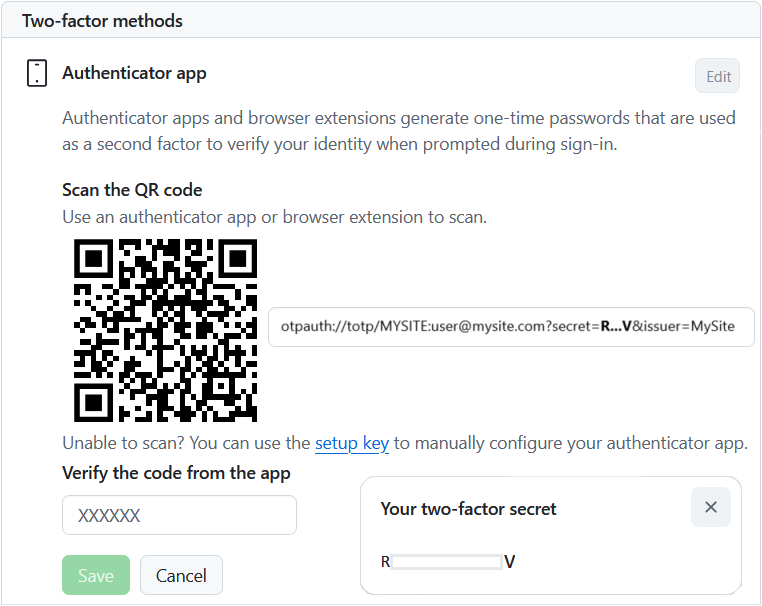 Two-factor methods
Authenticator app
Edit
Authenticator apps and browser extensions generate one-time passwords that are used
as a second factor to verify your identity when prompted during sign-in.
Scan the QR code
Use an authenticator app or browser extension to scan.
otpauth://totp/MYSITE:user@mysite.com?secret=R...V&issuer=MySite
Unable to scan? You can use the setup key to manually configure your authenticator app.
Verify the code from the app
XXXXXX
Save
Cancel
Your two-factor secret
R V